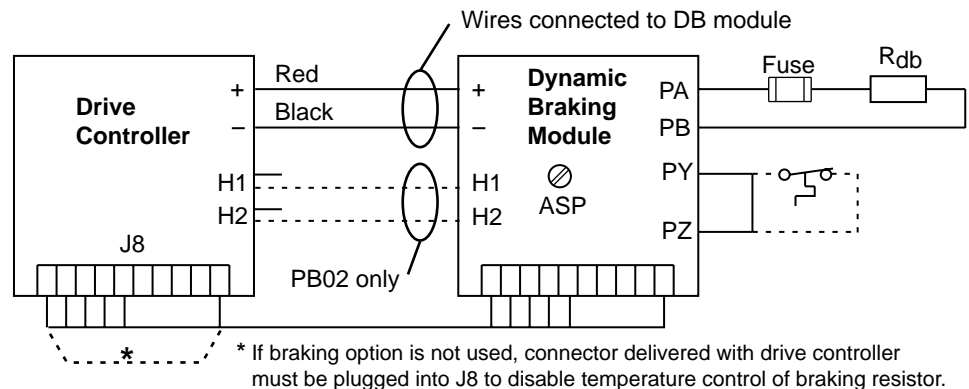 Wires connected to DB module
Red
Black
+
−
Drive
Controller
H1
H2
J8
PB02 only
+
−
Dynamic
Braking
Module
H1
H2
ASP
PA
PB
PY
PZ
Fuse
Rdb
*
* If braking option is not used, connector delivered with drive controller
must be plugged into J8 to disable temperature control of braking resistor.